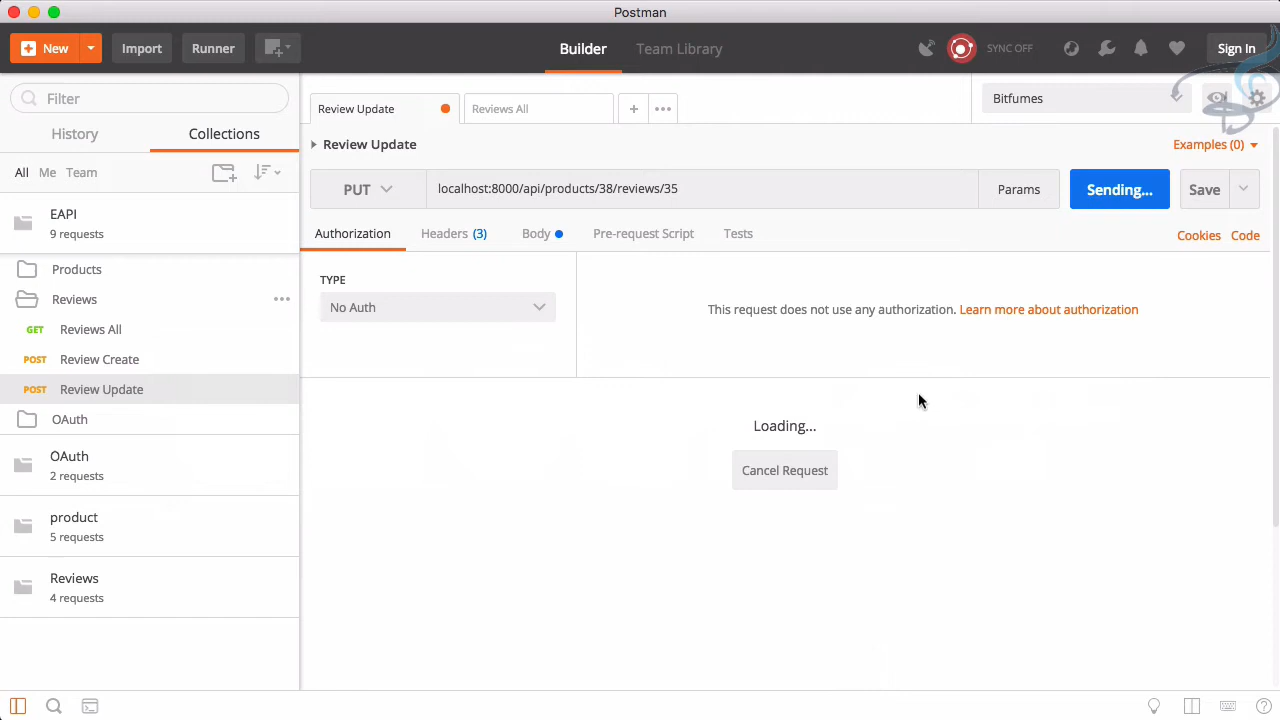 Postman
New
Import
Runner
Builder
Team Library
SYNC OFF
Sign In
Filter
History
Collections
All Me Team
EAPI
9 requests
Products
Reviews
GET Reviews All
POST Review Create
POST Review Update
OAuth
OAuth
2 requests
product
5 requests
Reviews
4 requests
Review Update
Reviews All
Bitfumes
Review Update
Examples (0)
PUT
localhost:8000/api/products/38/reviews/35
Params
Sending...
Save
Authorization
Headers (3)
Body
Pre-request Script
Tests
Cookies
Code
TYPE
No Auth
This request does not use any authorization. Learn more about authorization
Loading...
Cancel Request